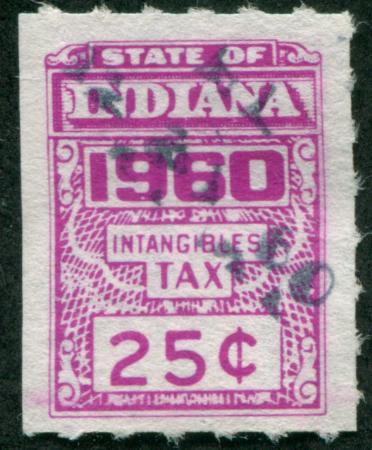 STATE OF
INDIANA
1960
INTANGIBLES
TAX
25¢